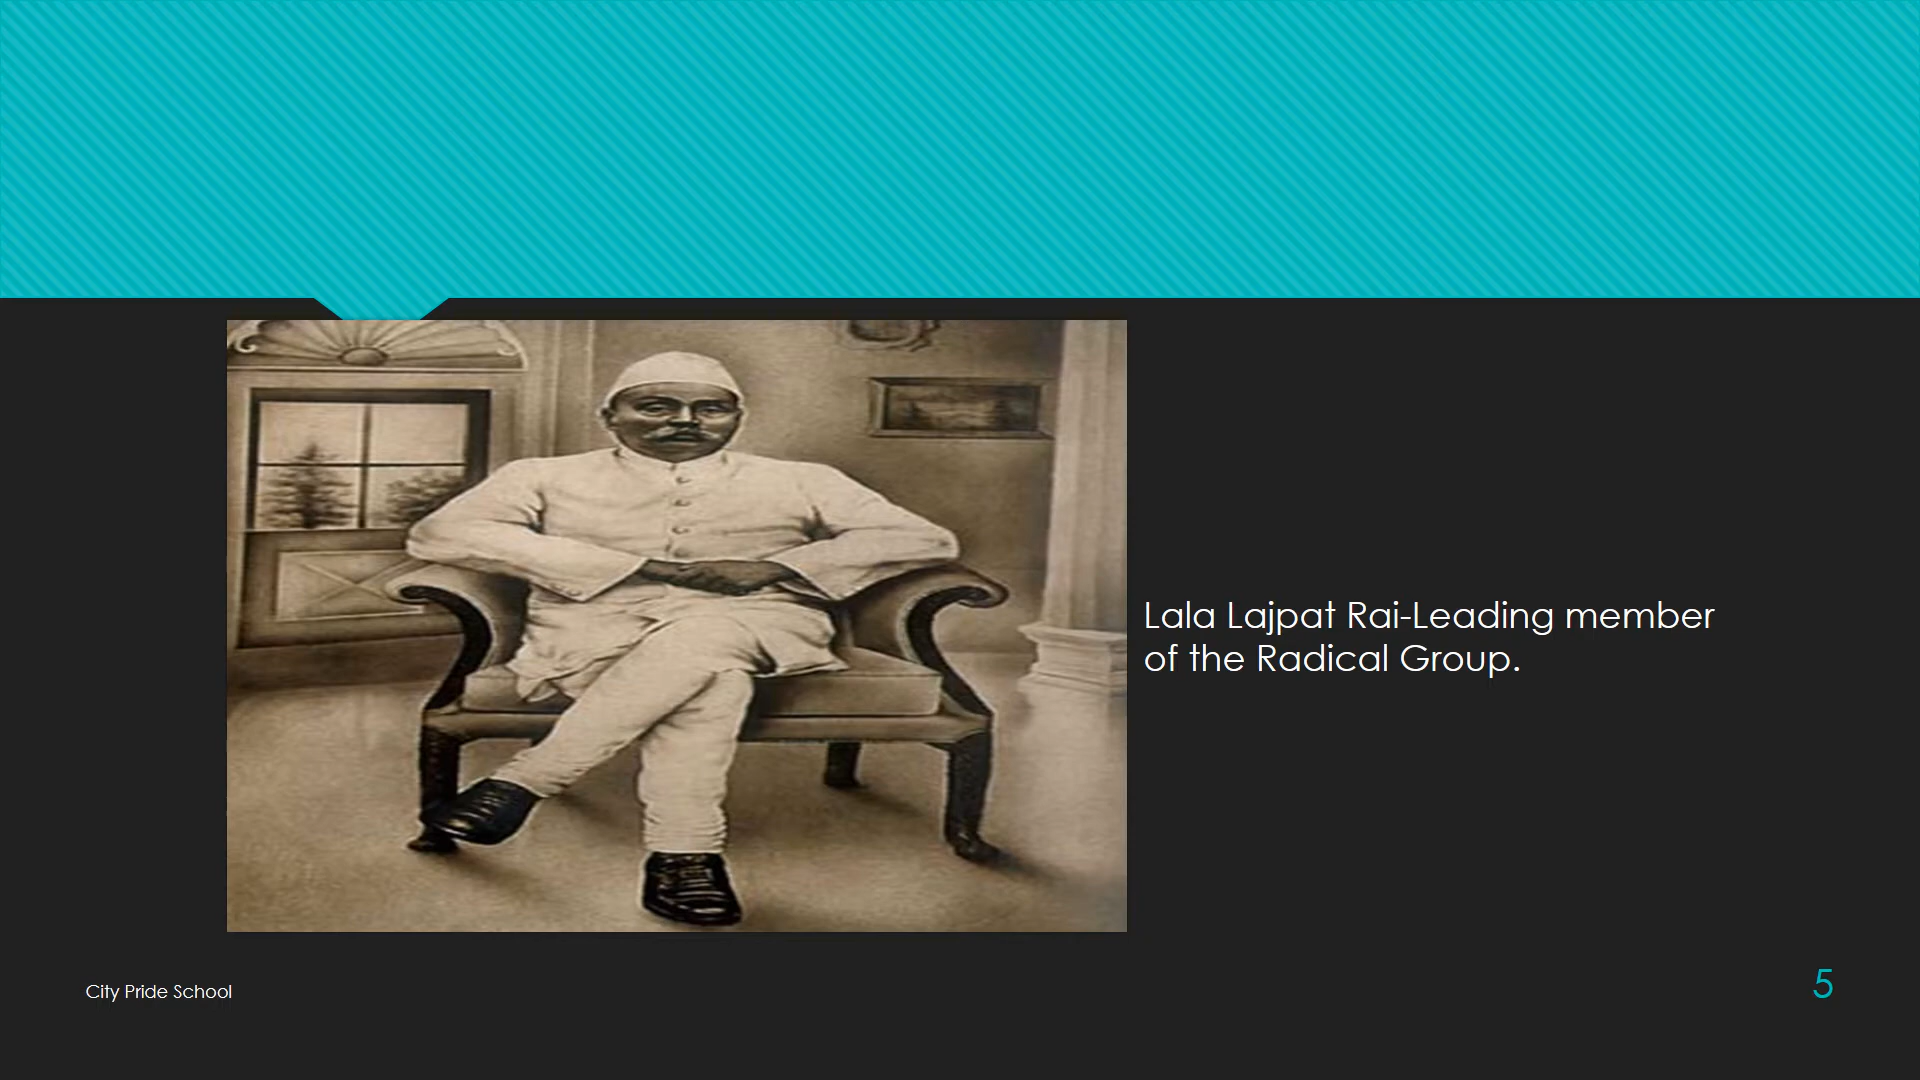 Lala Lajpat Rai-Leading member
of the Radical Group.
City Pride School
5